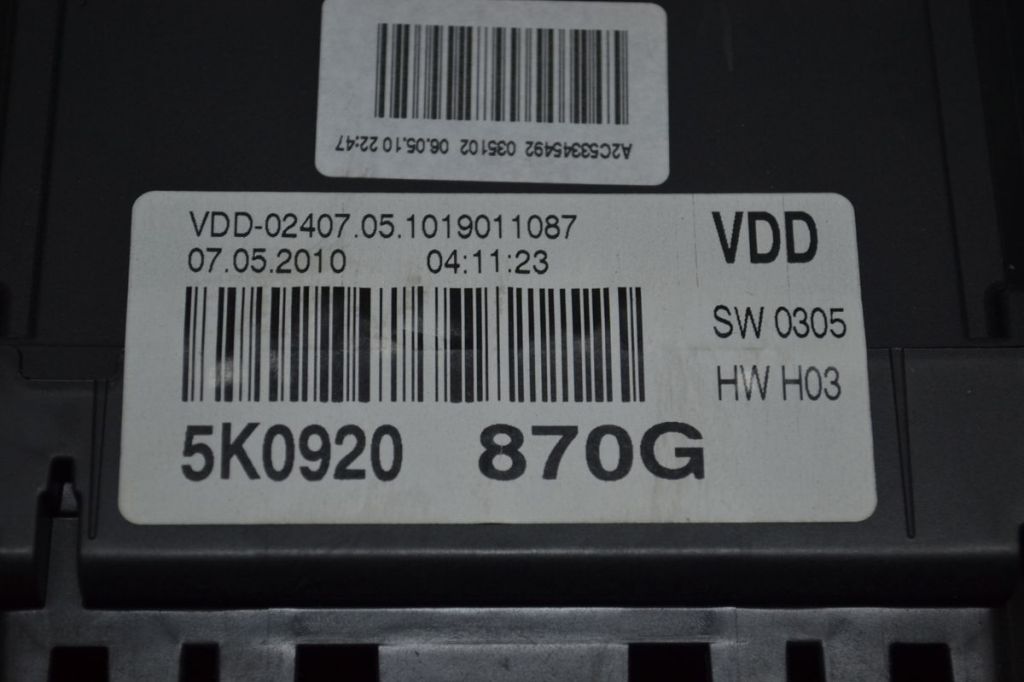 A2C53345492 035102 06.05.10 22:47
VDD-02407.05.1019011087
07.05.2010 04:11:23
VDD
SW 0305
HW H03
5K0920 870G